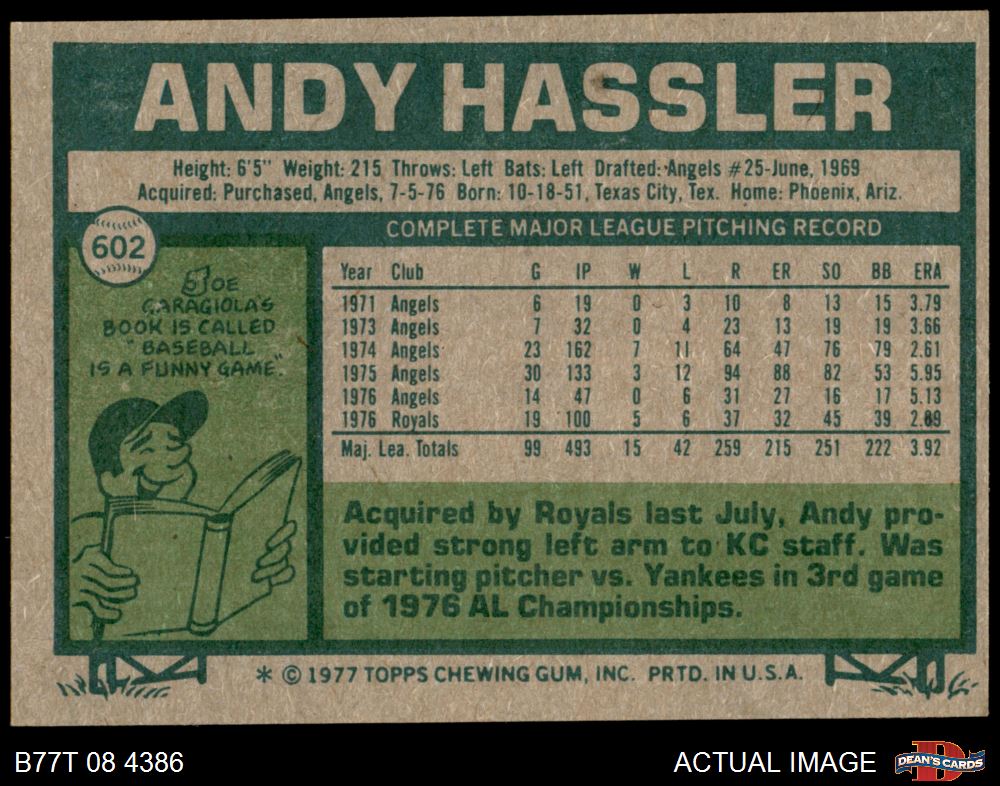 ANDY HASSLER
Height: 6'5" Weight: 215 Throws: Left Bats: Left Drafted: Angels #25-June, 1969
Acquired: Purchased, Angels, 7-5-76 Born: 10-18-51, Texas City, Tex. Home: Phoenix, Ariz.
602
JOE
GARAGIOLA'S
BOOK IS CALLED
"BASEBALL
IS A FUNNY GAME."
COMPLETE MAJOR LEAGUE PITCHING RECORD
Year Club G IP W L R ER SO BB ERA
1971 Angels 6 19 0 3 10 8 13 15 3.79
1973 Angels 7 32 0 4 23 13 19 19 3.66
1974 Angels 23 162 7 11 64 47 76 79 2.61
1975 Angels 30 133 3 12 94 88 82 53 5.95
1976 Angels 14 47 0 6 31 27 16 17 5.13
1976 Royals 19 100 5 6 37 32 45 39 2.89
Maj. Lea. Totals 99 493 15 42 259 215 251 222 3.92
Acquired by Royals last July, Andy pro-
vided strong left arm to KC staff. Was
starting pitcher vs. Yankees in 3rd game
of 1976 AL Championships.
* © 1977 TOPPS CHEWING GUM, INC. PRTD. IN U.S.A.
B77T 08 4386
ACTUAL IMAGE
D
DEAN'S CARDS